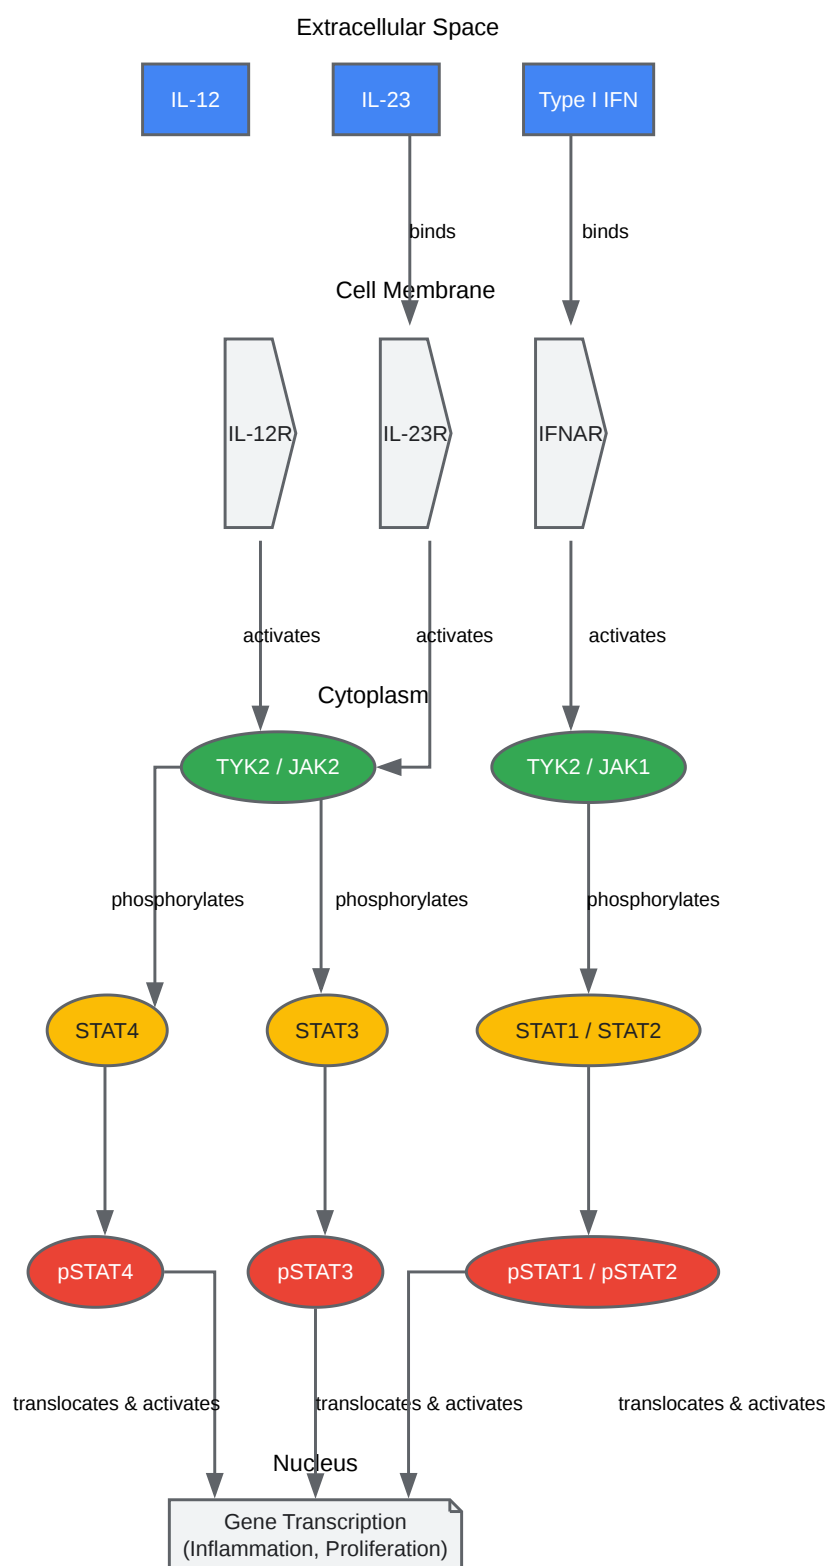 Extracellular Space
IL-12
IL-23
Type I IFN
binds
binds
Cell Membrane
IL-12R
IL-23R
IFNAR
activates
activates
activates
Cytoplasm
TYK2 / JAK2
TYK2 / JAK1
phosphorylates
phosphorylates
phosphorylates
STAT4
STAT3
STAT1 / STAT2
pSTAT4
pSTAT3
pSTAT1 / pSTAT2
translocates & activates
translocates & activates
translocates & activates
Nucleus
Gene Transcription
(Inflammation, Proliferation)